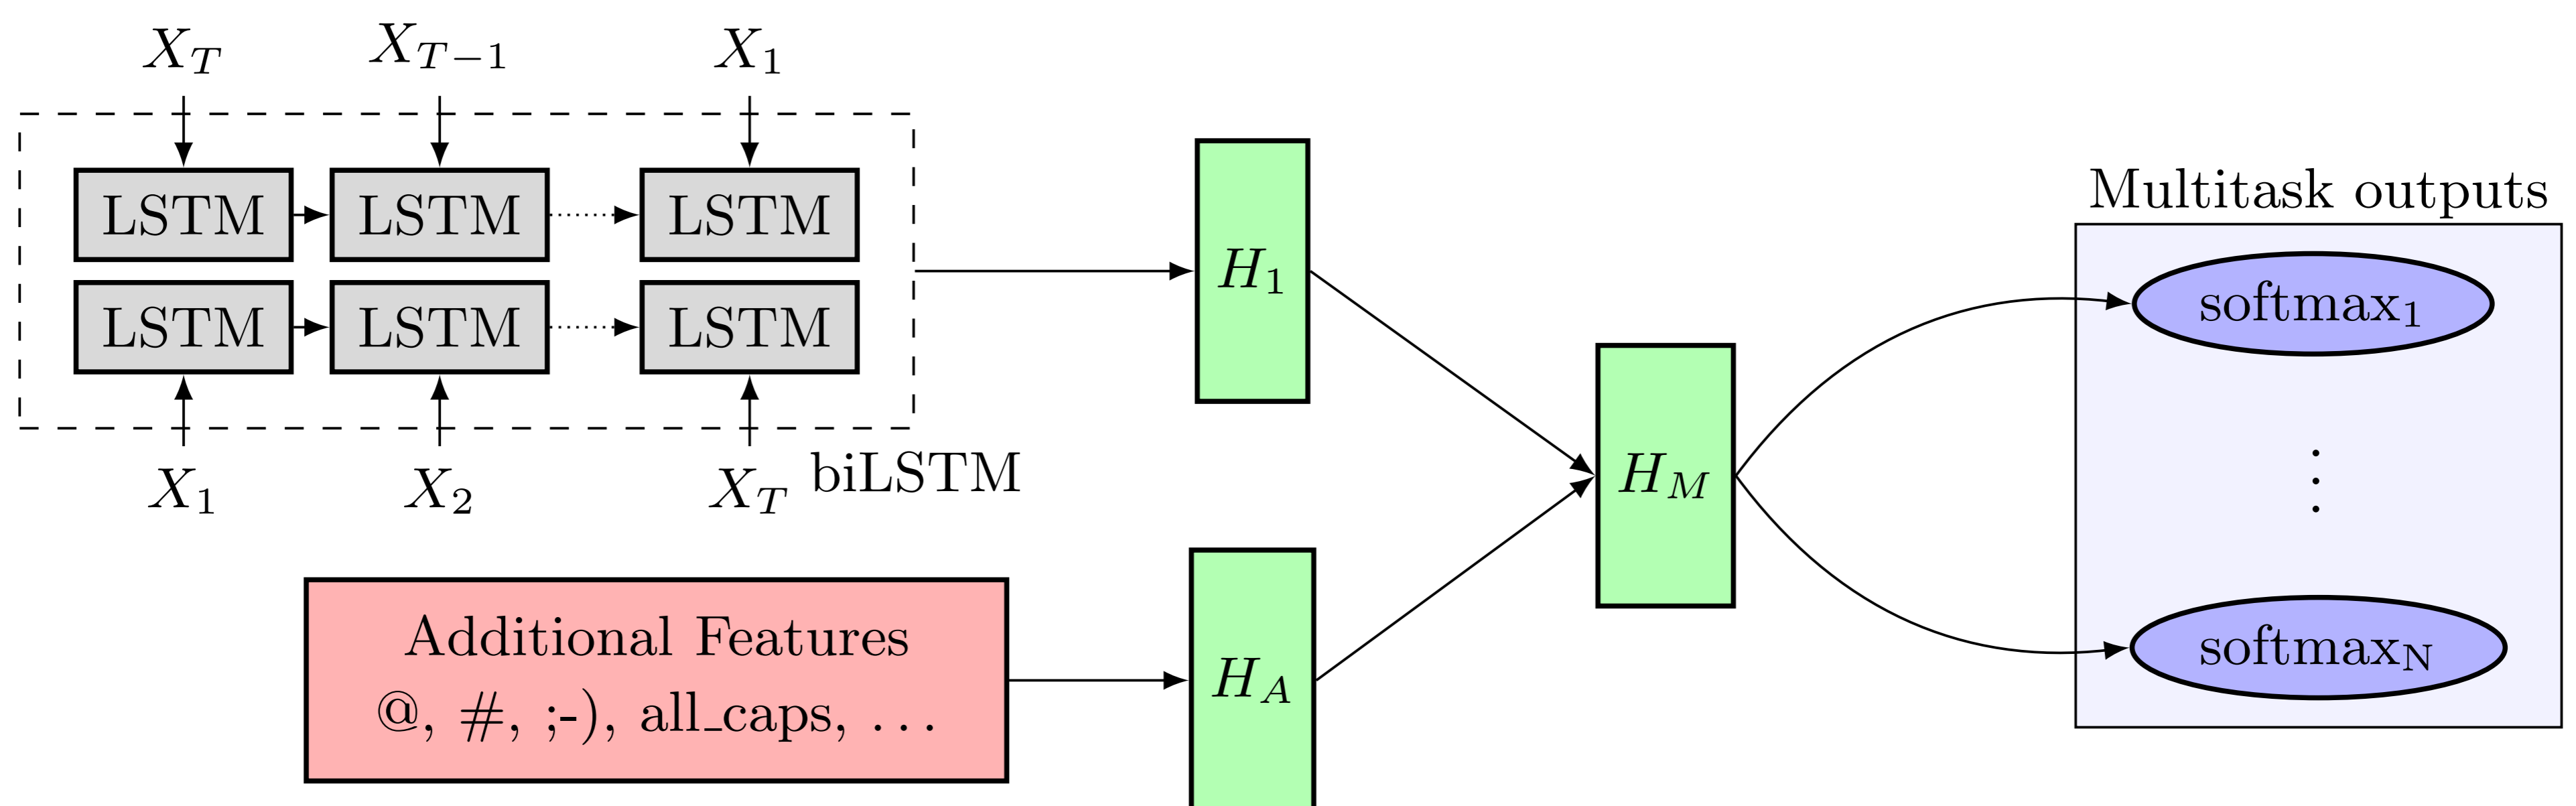 X_T X_{T−1} X_1
LSTM LSTM LSTM
LSTM LSTM LSTM
X_1 X_2 X_T biLSTM
Additional Features
@, #, ;-), all_caps, ...
H_1
H_A
H_M
Multitask outputs
softmax_1
⋮
softmax_N